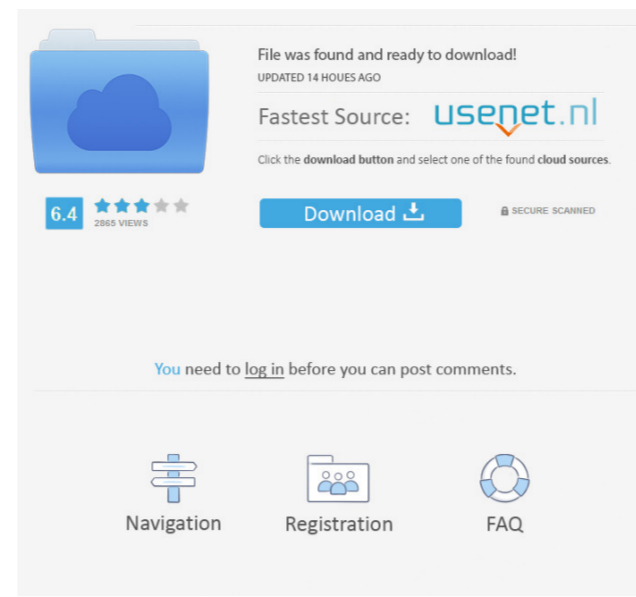 File was found and ready to download!
UPDATED 14 HOUES AGO
Fastest Source: usenet.nl
Click the download button and select one of the found cloud sources.
6.4
2865 VIEWS
Download
SECURE SCANNED
You need to log in before you can post comments.
Navigation
Registration
FAQ